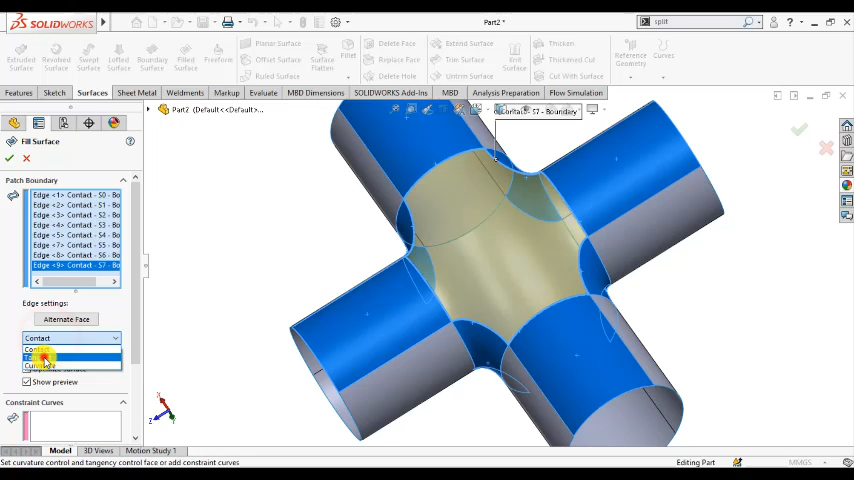 SOLIDWORKS
Part2 *
split
Extruded Surface
Revolved Surface
Swept Surface
Lofted Surface
Boundary Surface
Filled Surface
Freeform
Planar Surface
Offset Surface
Ruled Surface
Surface Flatten
Fillet
Delete Face
Replace Face
Delete Hole
Extend Surface
Trim Surface
Untrim Surface
Knit Surface
Thicken
Thickened Cut
Cut With Surface
Reference Geometry
Curves
Features
Sketch
Surfaces
Sheet Metal
Weldments
Markup
Evaluate
MBD Dimensions
SOLIDWORKS Add-Ins
MBD
Analysis Preparation
Flow Simulation
Part2 (Default<<Default>...
S7 - Boundary
Fill Surface
Patch Boundary
Edge <1> Contact - S0 - Bou
Edge <2> Contact - S1 - Bo
Edge <3> Contact - S2 - Bo
Edge <4> Contact - S3 - Bo
Edge <5> Contact - S4 - Bo
Edge <7> Contact - S5 - Bo
Edge <8> Contact - S6 - Bo
Edge <9> Contact - S7 - Bou
Edge settings:
Alternate Face
Contact
Contact
Show preview
Constraint Curves
X
Y
Z
Model
3D Views
Motion Study 1
Set curvature control and tangency control face or add constraint curves
Editing Part
MMGS